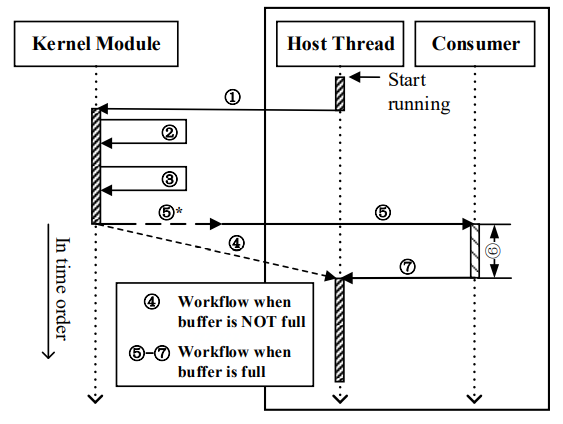 Kernel Module
Host Thread
Consumer
Start
running
①
②
③
⑤*
⑤
④
⑥
⑦
In time order
④ Workflow when
buffer is NOT full
⑤-⑦ Workflow when
buffer is full